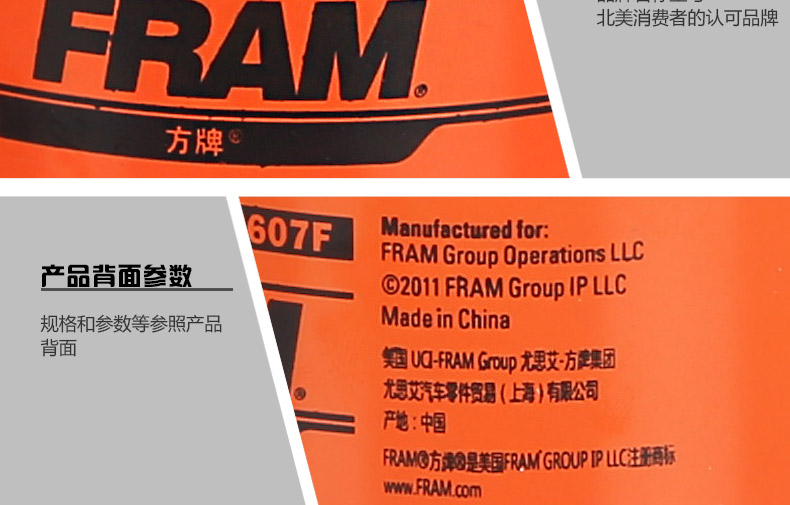 北美消费者的认可品牌
FRAM®
方牌®
产品背面参数
规格和参数等参照产品
背面
607F
Manufactured for:
FRAM Group Operations LLC
©2011 FRAM Group IP LLC
Made in China
美国 UCI-FRAM Group 尤思艾-方牌集团
尤思艾汽车零件贸易(上海)有限公司
产地:中国
FRAM®方牌®是美国FRAM GROUP IP LLC注册商标
www.FRAM.com
®